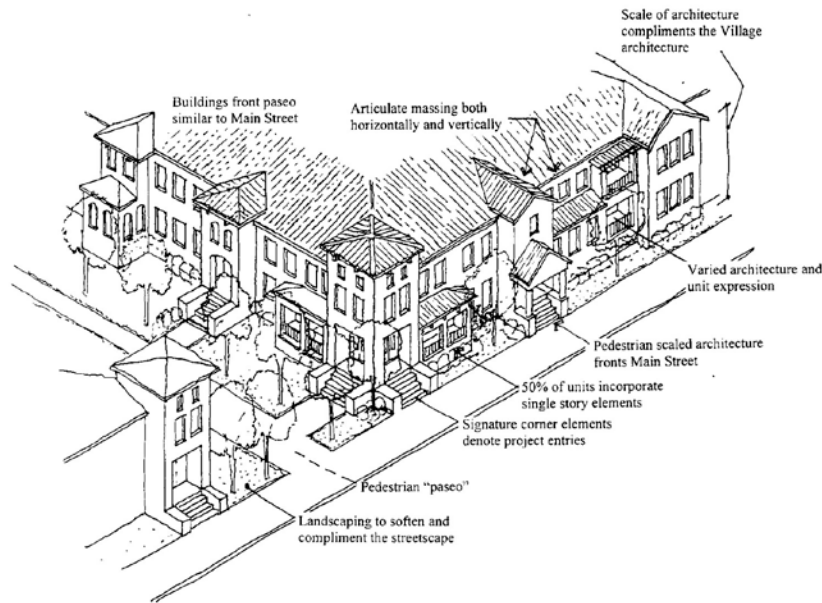 Scale of architecture
compliments the Village
architecture
Buildings front paseo
similar to Main Street
Articulate massing both
horizontally and vertically
Varied architecture and
unit expression
Pedestrian scaled architecture
fronts Main Street
50% of units incorporate
single story elements
Signature corner elements
denote project entries
Pedestrian “paseo”
Landscaping to soften and
compliment the streetscape